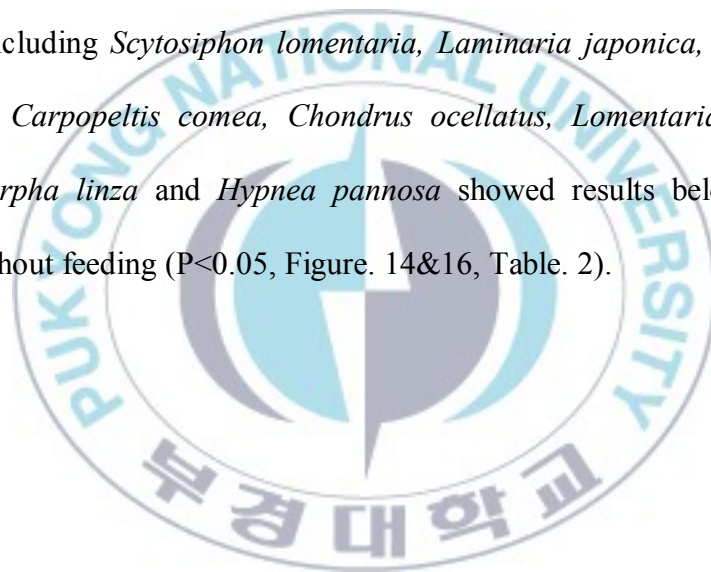 cluding Scytosiphon lomentaria, Laminaria japonica,
Carpopeltis comea, Chondrus ocellatus, Lomentaria
rpha linza and Hypnea pannosa showed results
hout feeding (P<0.05, Figure. 14&16, Table. 2).
PUKYONG NATIONAL UNIVERSITY
부경대학교